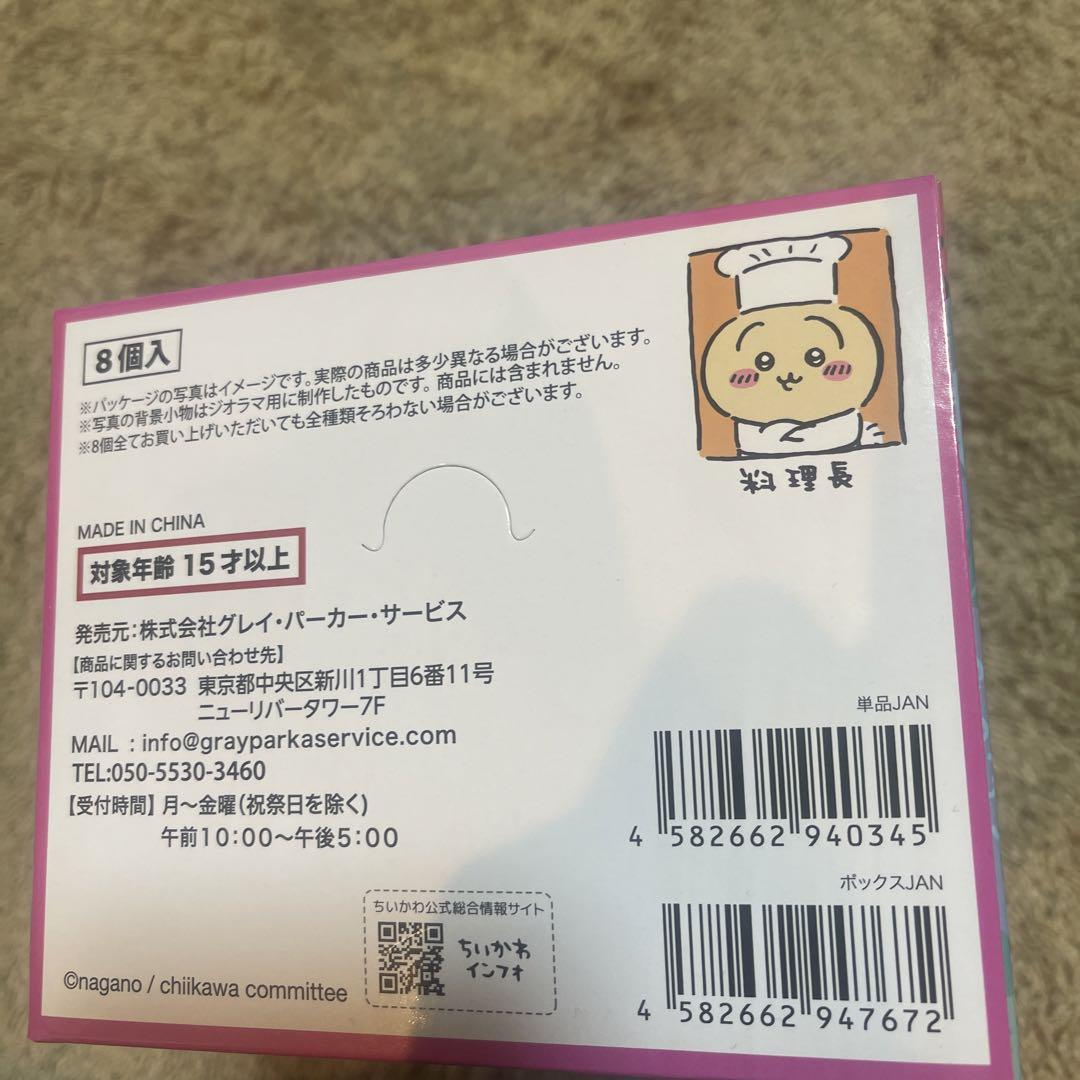 8個入
※パッケージの写真はイメージです。実際の商品は多少異なる場合がございます。
※写真の背景小物はジオラマ用に制作したものです。商品には含まれません。
※8個全てお買い上げいただいても全種類そろわない場合がございます。
料理長
MADE IN CHINA
対象年齢 15才以上
発売元:株式会社グレイ・パーカー・サービス
【商品に関するお問い合わせ先】
〒104-0033 東京都中央区新川1丁目6番11号
ニューリバータワー7F
MAIL : info@grayparkaservice.com
TEL:050-5530-3460
【受付時間】月～金曜(祝祭日を除く)
午前10:00～午後5:00
単品JAN
4 582662 940345
ボックスJAN
4 582662 947672
ちいかわ公式総合情報サイト
ちいかわ
インフォ
©nagano / chiikawa committee